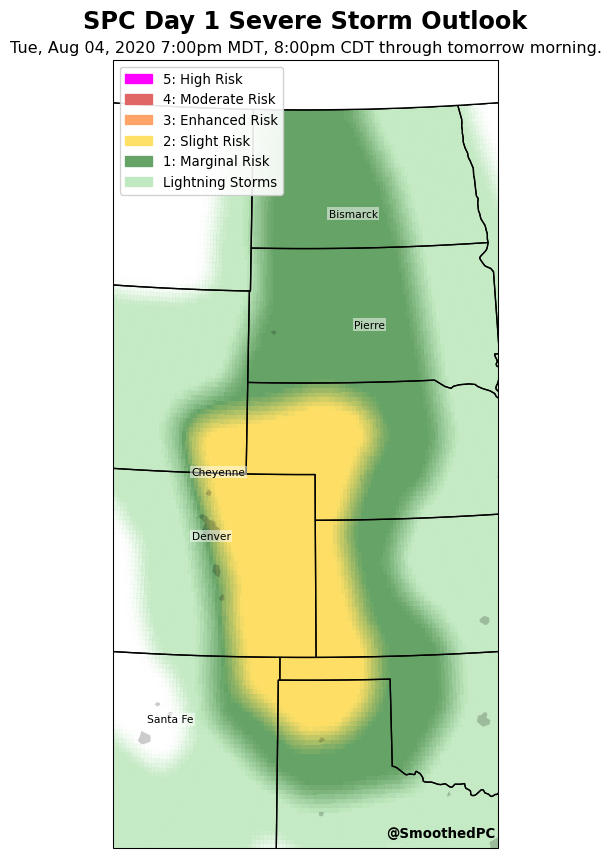 SPC Day 1 Severe Storm Outlook
Tue, Aug 04, 2020 7:00pm MDT, 8:00pm CDT through tomorrow morning.
5: High Risk
4: Moderate Risk
3: Enhanced Risk
2: Slight Risk
1: Marginal Risk
Lightning Storms
Bismarck
Pierre
Cheyenne
Denver
Santa Fe
@SmoothedPC